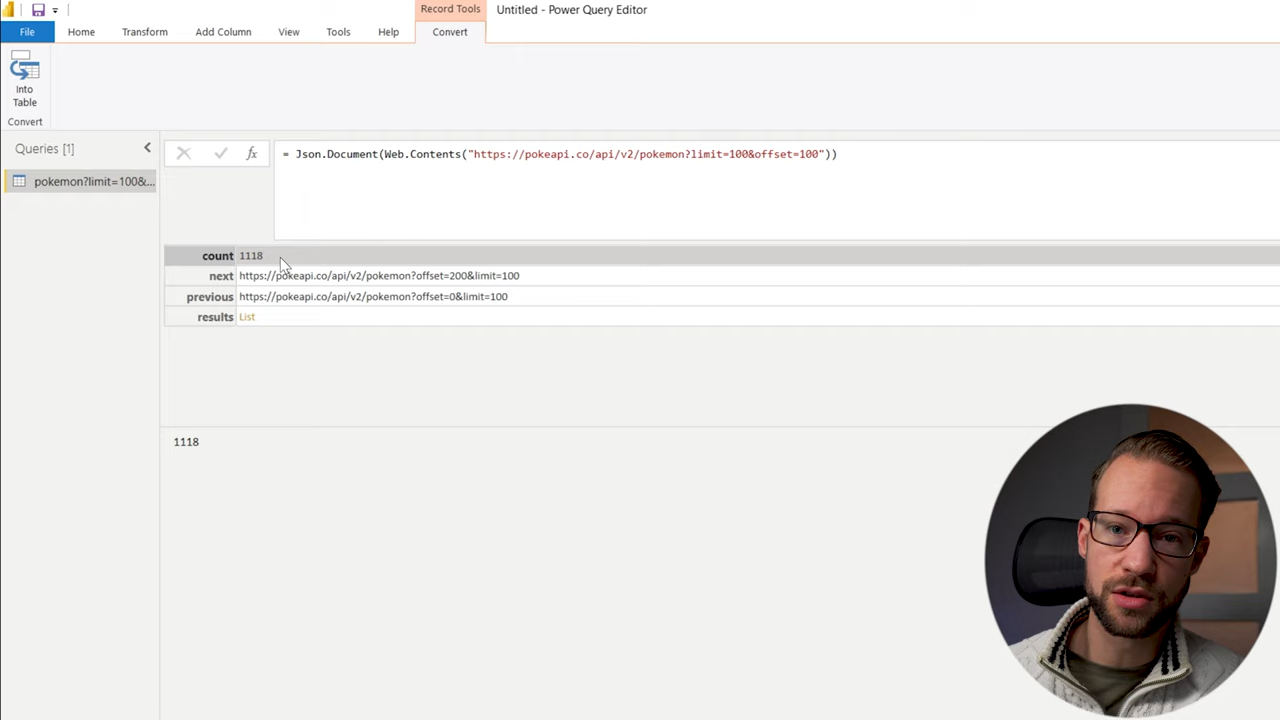 Record Tools
Untitled - Power Query Editor
File
Home
Transform
Add Column
View
Tools
Help
Convert
Into
Table
Convert
Queries [1]
fx
= Json.Document(Web.Contents("https://pokeapi.co/api/v2/pokemon?limit=100&offset=100"))
pokemon?limit=100&...
count 1118
next https://pokeapi.co/api/v2/pokemon?offset=200&limit=100
previous https://pokeapi.co/api/v2/pokemon?offset=0&limit=100
results List
1118